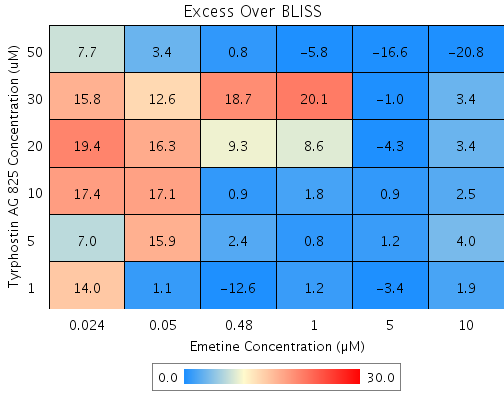 Excess Over BLISS
Tyrphostin AG 825 Concentration (uM)
50 7.7 3.4 0.8 −5.8 −16.6 −20.8
30 15.8 12.6 18.7 20.1 −1.0 3.4
20 19.4 16.3 9.3 8.6 −4.3 3.4
10 17.4 17.1 0.9 1.8 0.9 2.5
5 7.0 15.9 2.4 0.8 1.2 4.0
1 14.0 1.1 −12.6 1.2 −3.4 1.9
0.024 0.05 0.48 1 5 10
Emetine Concentration (µM)
0.0 30.0